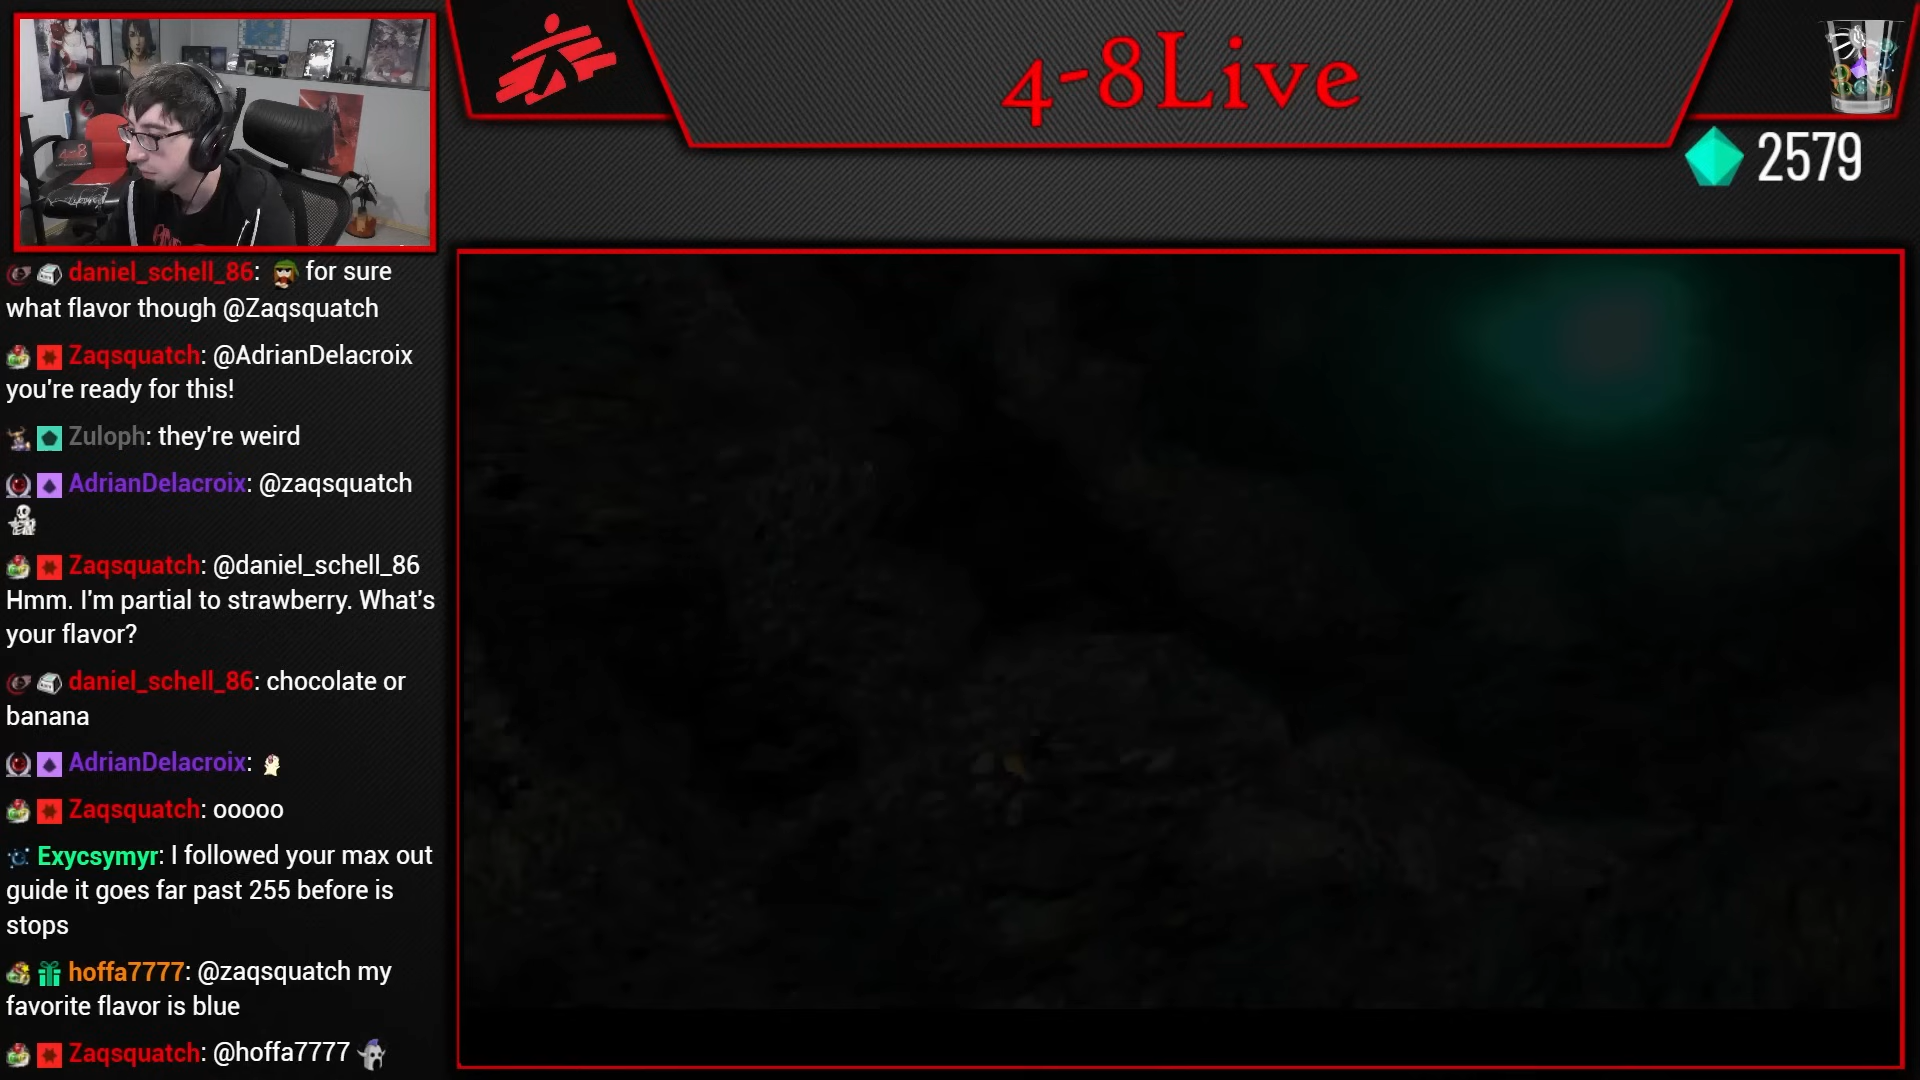 4-8Live
2579
4-8
daniel_schell_86: for sure
what flavor though @Zaqsquatch
Zaqsquatch: @AdrianDelacroix
you're ready for this!
Zuloph: they're weird
AdrianDelacroix: @zaqsquatch
Zaqsquatch: @daniel_schell_86
Hmm. I'm partial to strawberry. What's
your flavor?
daniel_schell_86: chocolate or
banana
AdrianDelacroix:
Zaqsquatch: ooooo
Exycsymyr: I followed your max out
guide it goes far past 255 before is
stops
hoffa7777: @zaqsquatch my
favorite flavor is blue
Zaqsquatch: @hoffa7777